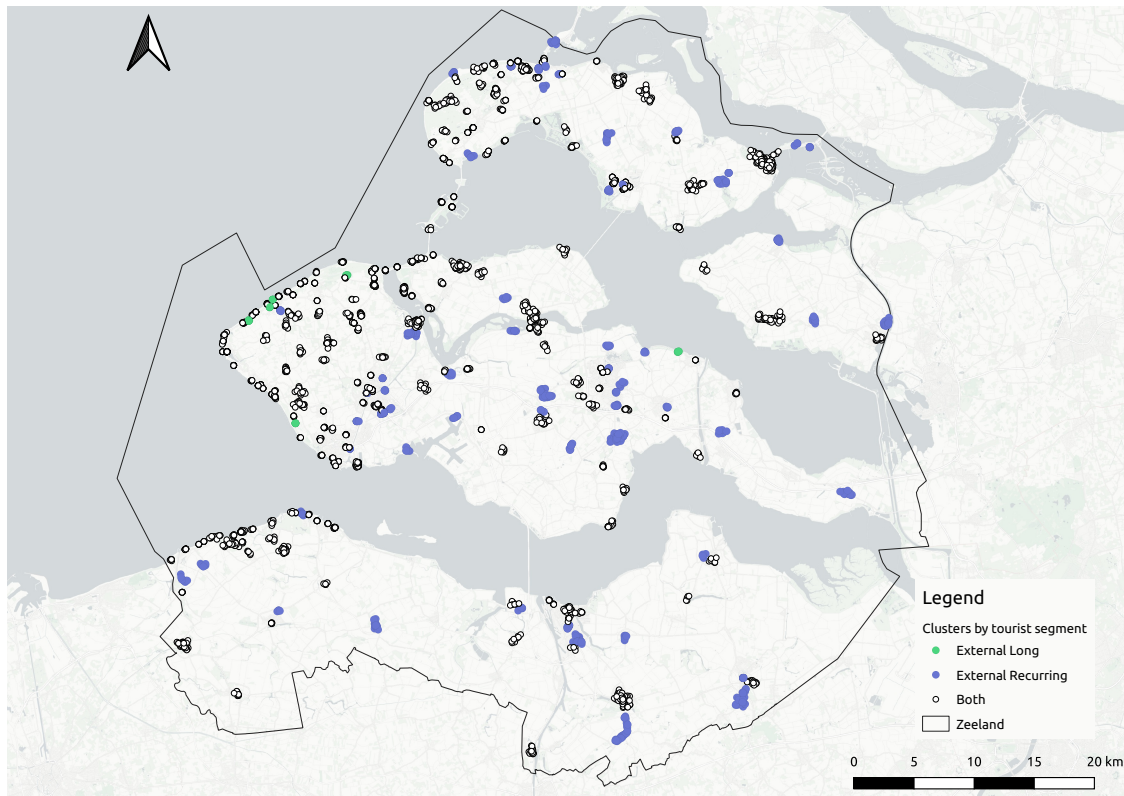 Legend
Clusters by tourist segment
External Long
External Recurring
Both
Zeeland
0 5 10 15 20 km